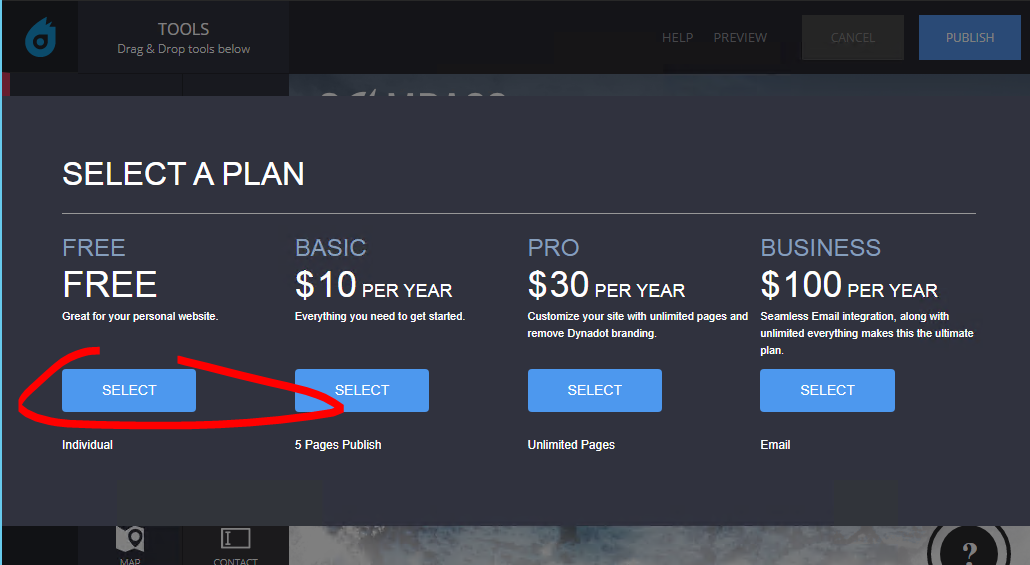 TOOLS
Drag & Drop tools below
HELP
PREVIEW
CANCEL
PUBLISH
SELECT A PLAN
FREE
FREE
Great for your personal website.
SELECT
Individual
BASIC
$10 PER YEAR
Everything you need to get started.
SELECT
5 Pages Publish
PRO
$30 PER YEAR
Customize your site with unlimited pages and
remove Dynadot branding.
SELECT
Unlimited Pages
BUSINESS
$100 PER YEAR
Seamless Email integration, along with
unlimited everything makes this the ultimate
plan.
SELECT
Email
MAP
CONTACT
?